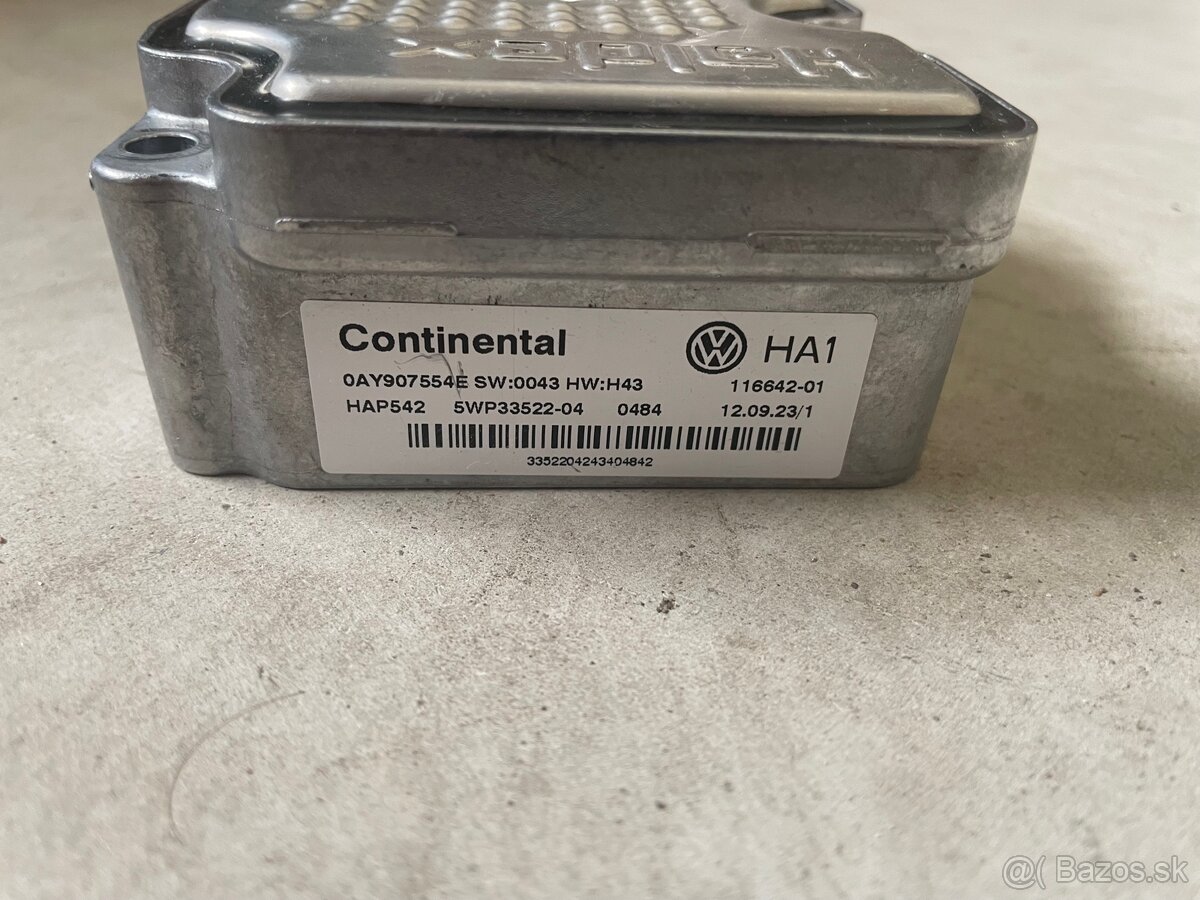 Haldex
Continental VW HA1
0AY907554E SW:0043 HW:H43 116642-01
HAP542 5WP33522-04 0484 12.09.23/1
3352204243404842
@( Bazos.sk